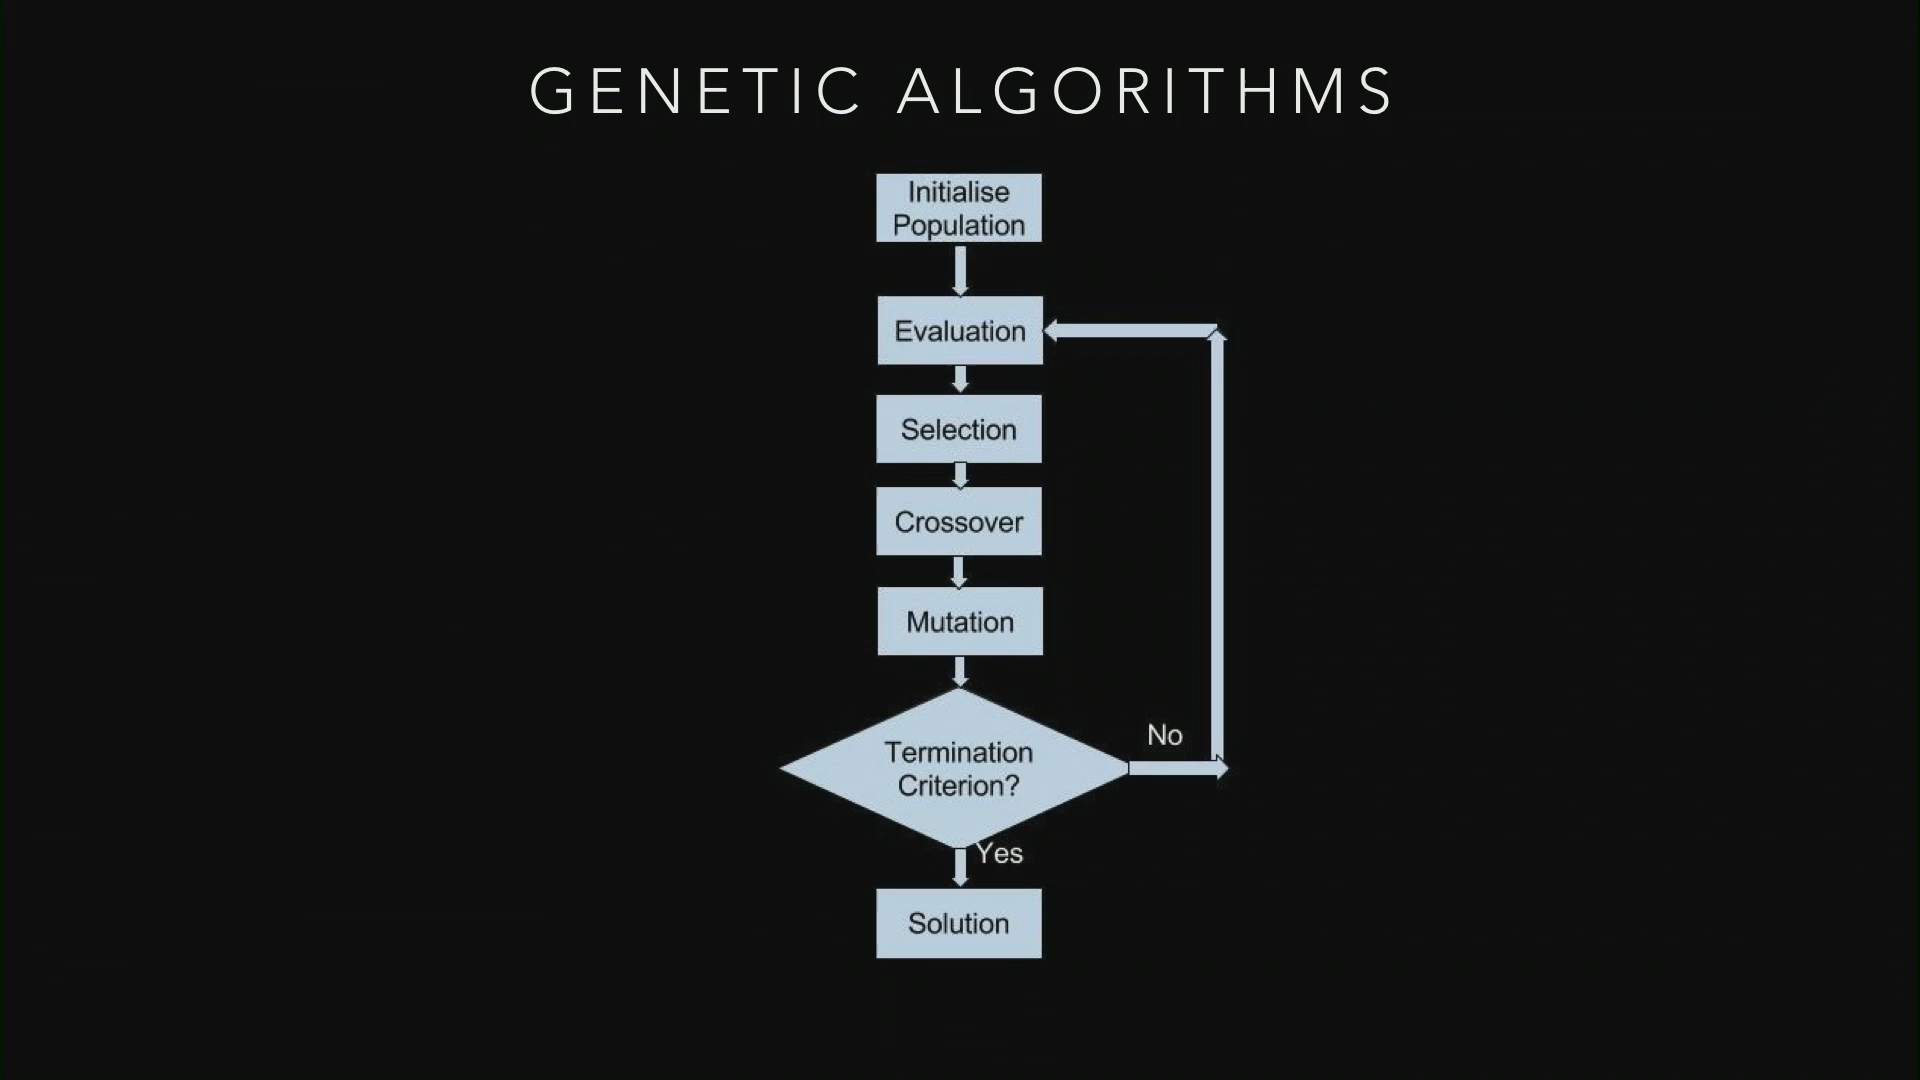 GENETIC ALGORITHMS
Initialise
Population
Evaluation
Selection
Crossover
Mutation
Termination
Criterion?
No
Yes
Solution